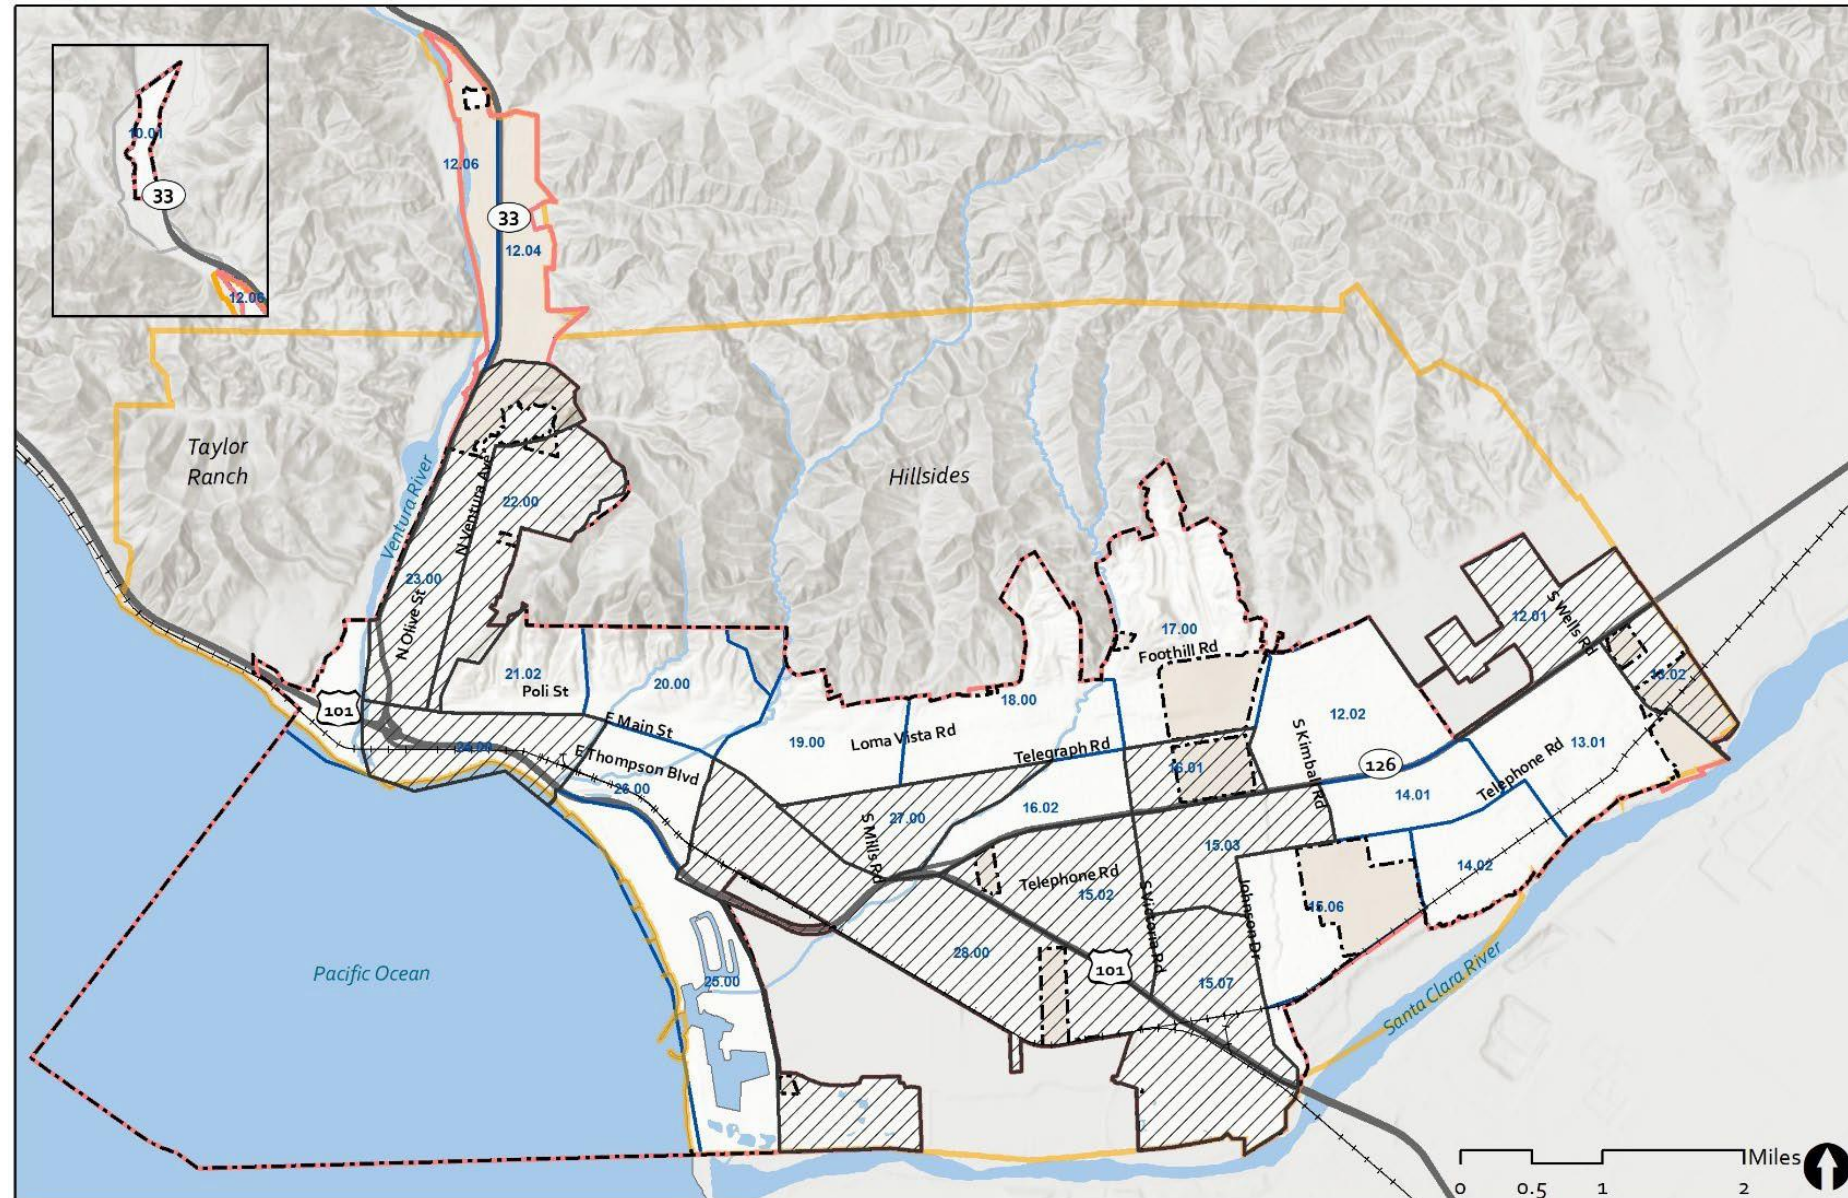 10.01
33
12.06
12.06
33
12.04
Taylor
Ranch
Ventura River
N Ventura Ave
22.00
Hillsides
23.00
N Olive St
17.00
Foothill Rd
12.01
S Wells Rd
13.02
21.02
Poli St
20.00
18.00
101
E Main St
19.00
Loma Vista Rd
Telegraph Rd
12.02
S Kimball Rd
13.01
24.00
E Thompson Blvd
26.00
16.01
126
Telephone Rd
14.01
16.02
27.00
S Mills Rd
15.03
14.02
Telephone Rd
15.02
S Victoria Rd
Johnson Dr
15.06
28.00
101
15.07
25.00
Pacific Ocean
Santa Clara River
Miles
0 0.5 1 2